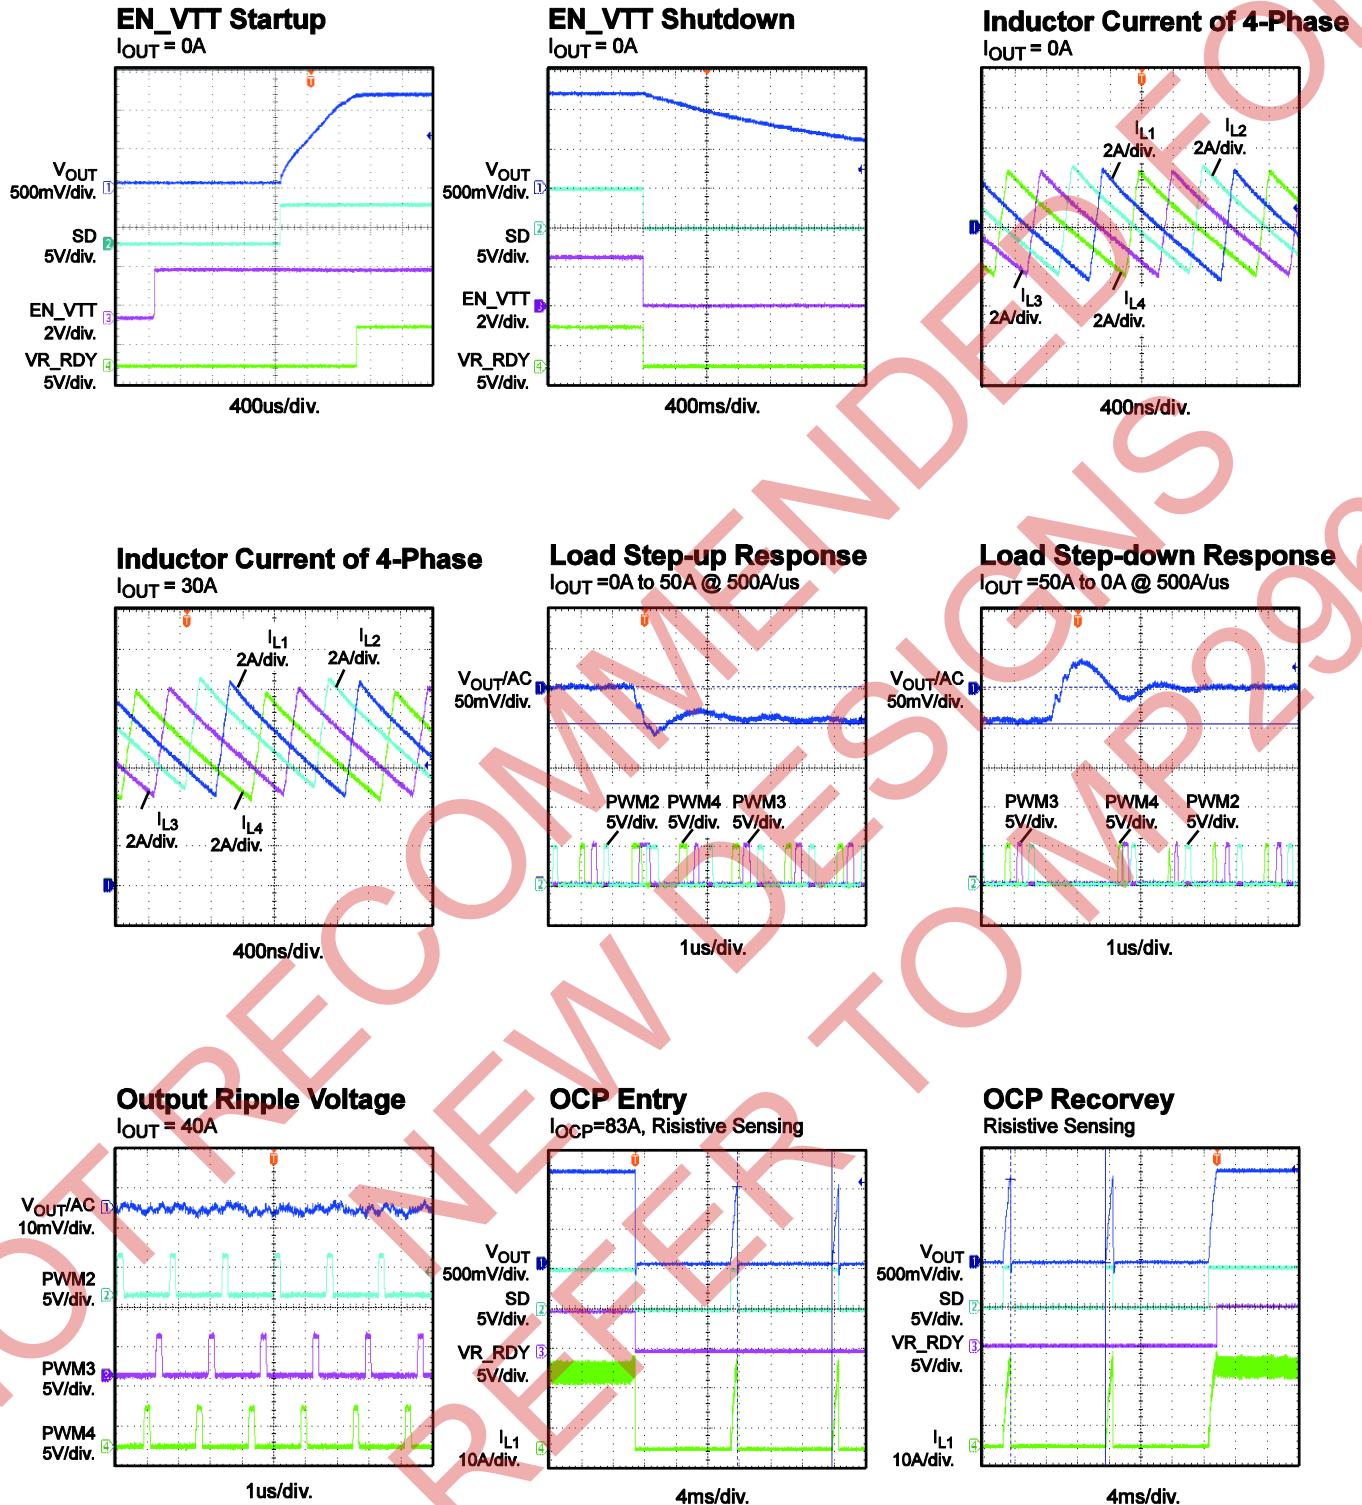 EN_VTT Startup
IOUT = 0A
VOUT
500mV/div.
SD
5V/div.
EN_VTT
2V/div.
VR_RDY
5V/div.
400us/div.
EN_VTT Shutdown
IOUT = 0A
VOUT
500mV/div.
SD
5V/div.
EN_VTT
2V/div.
VR_RDY
5V/div.
400ms/div.
Inductor Current of 4-Phase
IOUT = 0A
IL1
2A/div.
IL2
2A/div.
IL3
2A/div.
IL4
2A/div.
400ns/div.
Inductor Current of 4-Phase
IOUT = 30A
IL1
2A/div.
IL2
2A/div.
IL3
2A/div.
IL4
2A/div.
400ns/div.
Load Step-up Response
IOUT =0A to 50A @ 500A/us
VOUT/AC
50mV/div.
PWM2 PWM4 PWM3
5V/div. 5V/div. 5V/div.
1us/div.
Load Step-down Response
IOUT =50A to 0A @ 500A/us
VOUT/AC
50mV/div.
PWM3 PWM4 PWM2
5V/div. 5V/div. 5V/div.
1us/div.
Output Ripple Voltage
IOUT = 40A
VOUT/AC
10mV/div.
PWM2
5V/div.
PWM3
5V/div.
PWM4
5V/div.
1us/div.
OCP Entry
IOCP=83A, Risistive Sensing
VOUT
500mV/div.
SD
5V/div.
VR_RDY
5V/div.
IL1
10A/div.
4ms/div.
OCP Recorvey
Risistive Sensing
VOUT
500mV/div.
SD
5V/div.
VR_RDY
5V/div.
IL1
10A/div.
4ms/div.
NOT RECOMMENDED FO
NEW DESIGNS
REFER TO MP296